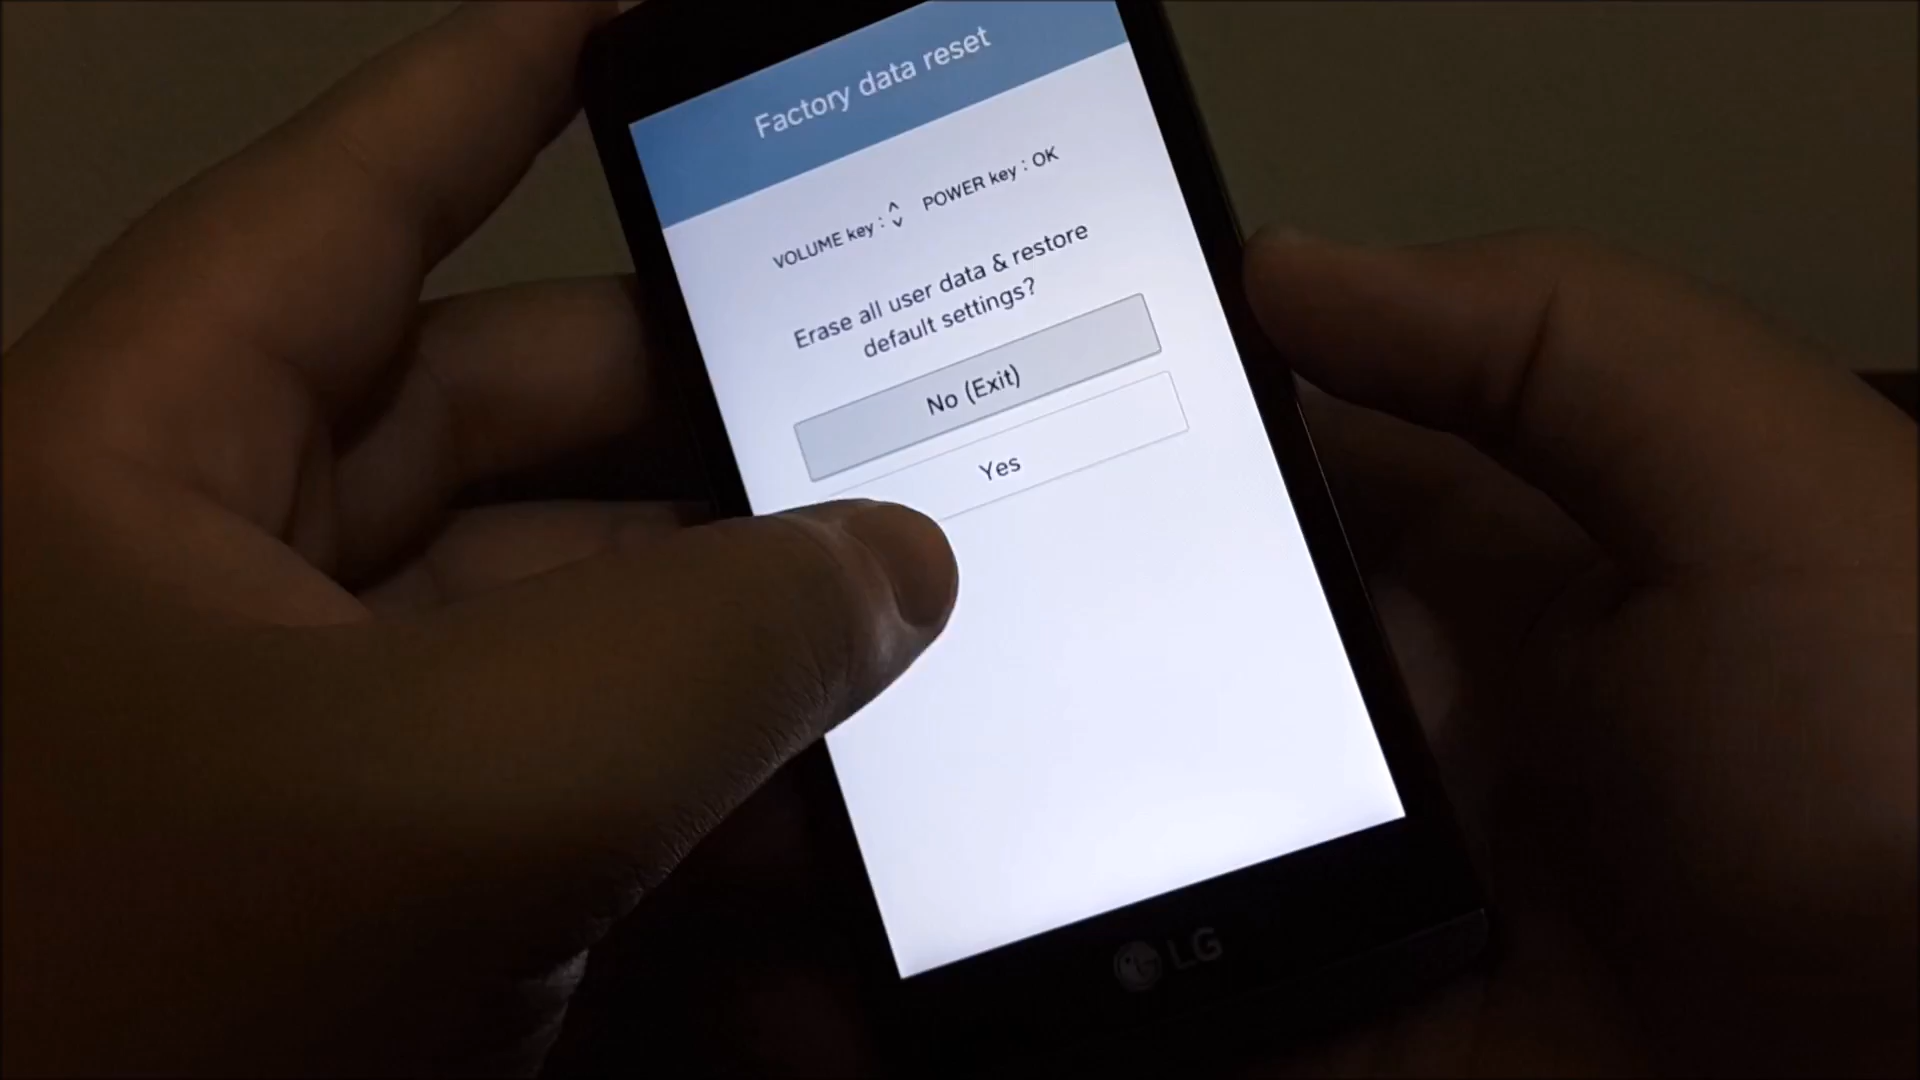 Factory data reset
VOLUME key : ^v POWER key : OK
Erase all user data & restore
default settings?
No (Exit)
Yes
LG